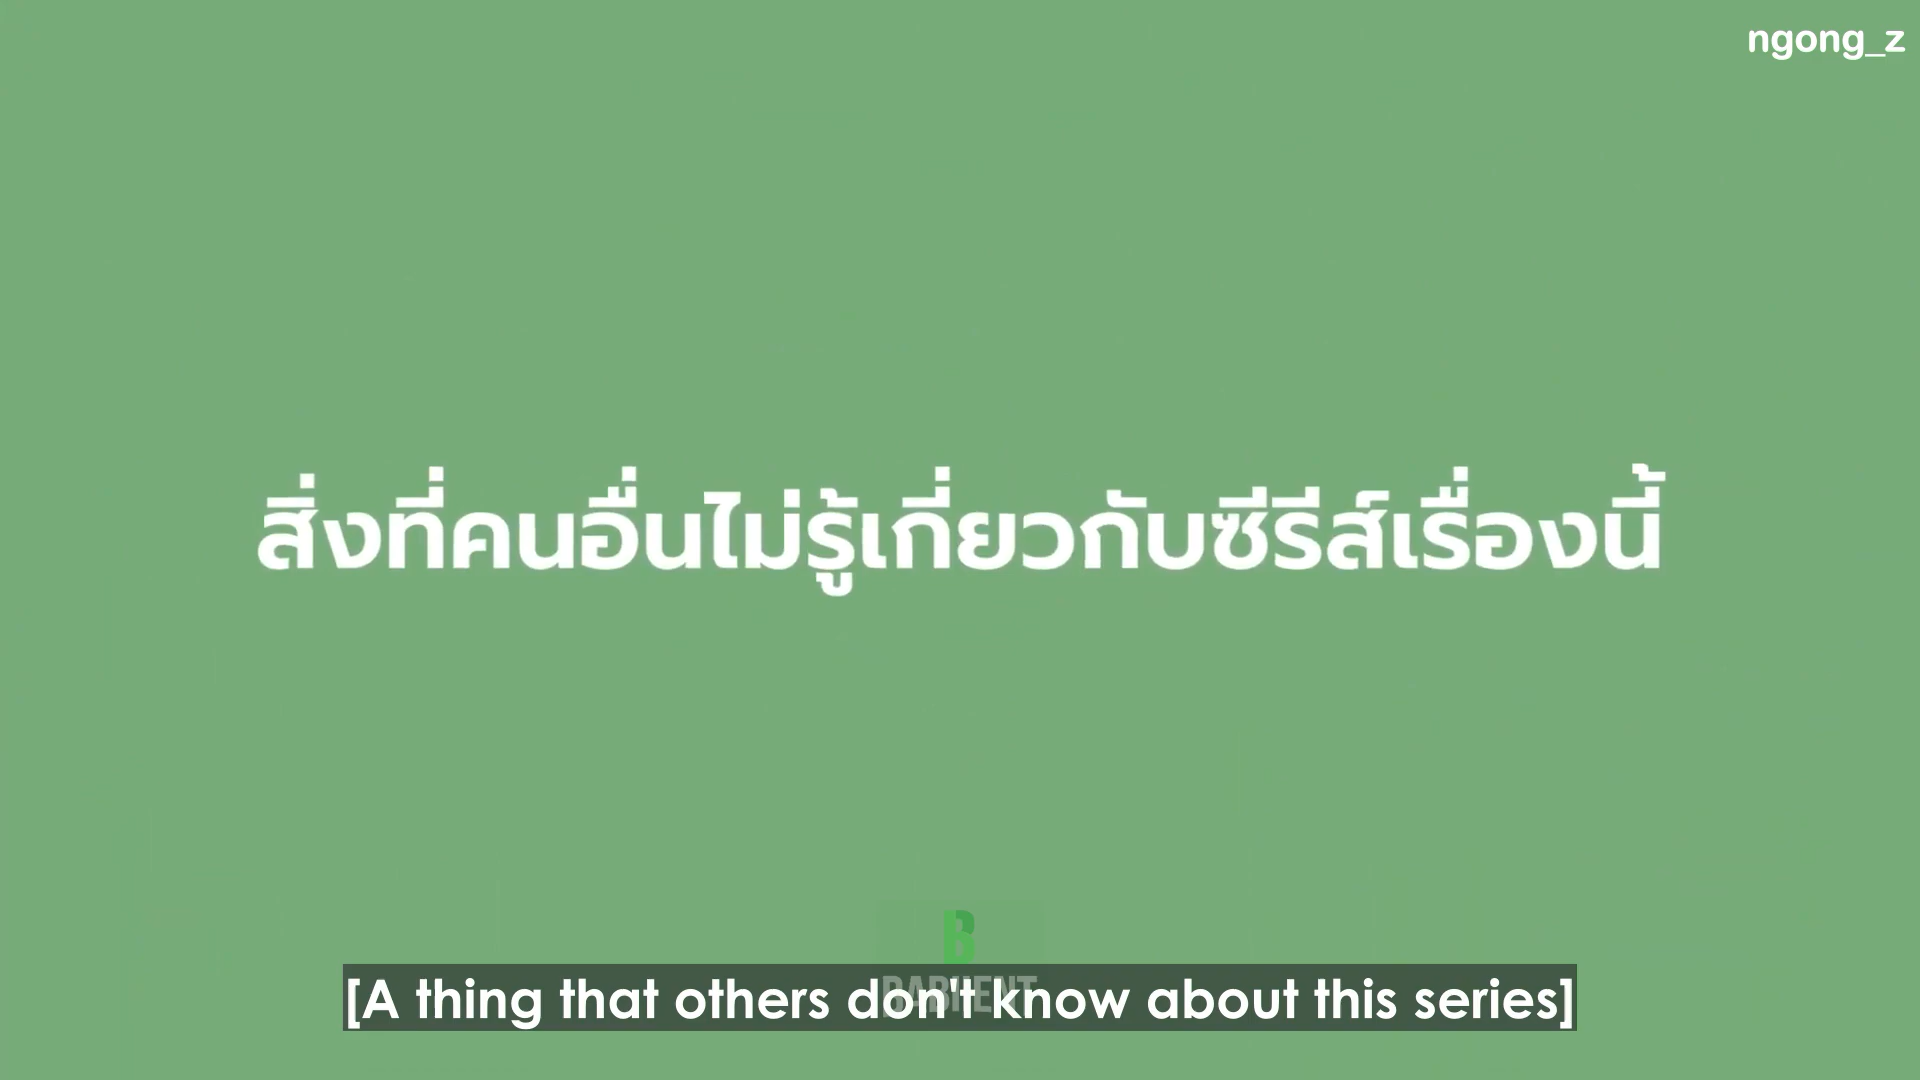 ngong_z
สิ่งที่คนอื่นไม่รู้เกี่ยวกับซีรีส์เรื่องนี้
B
BABIIENT
[A thing that others don't know about this series]